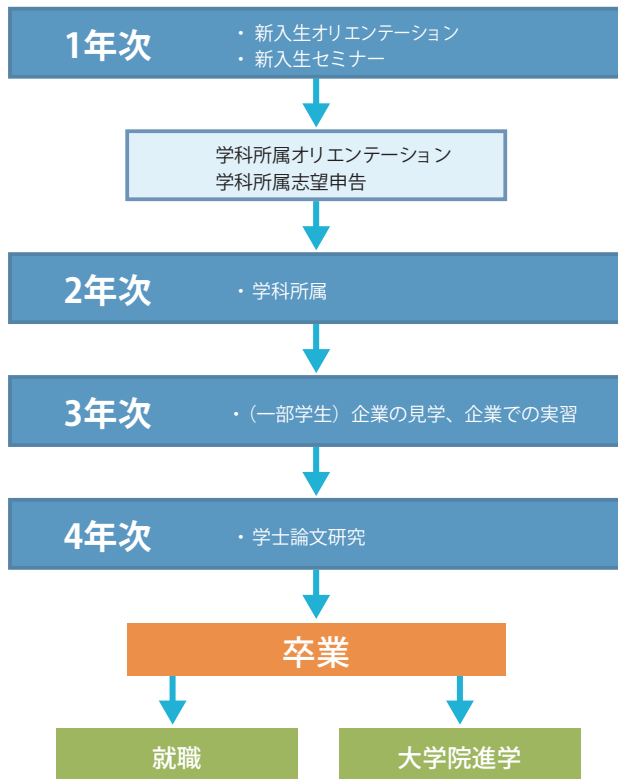 1年次
・ 新入生オリエンテーション
・ 新入生セミナー
学科所属オリエンテーション
学科所属志望申告
2年次
・ 学科所属
3年次
・（一部学生）企業の見学、企業での実習
4年次
・ 学士論文研究
卒業
就職
大学院進学